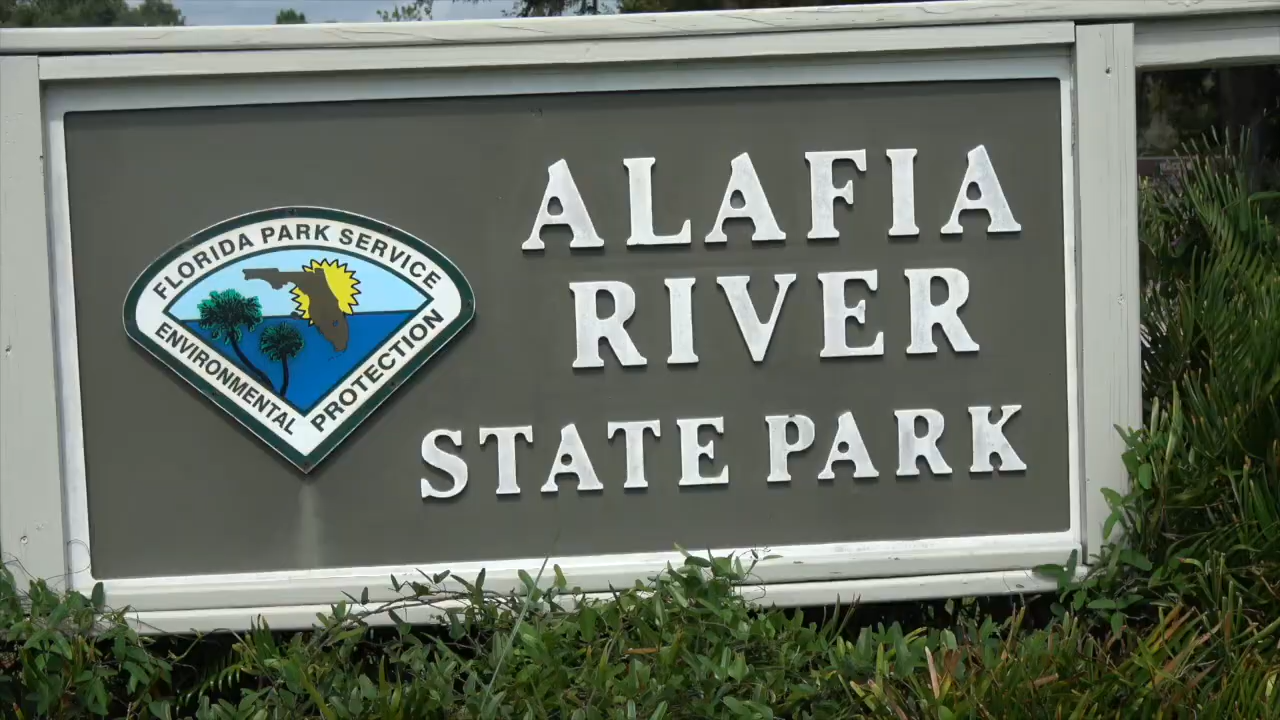 FLORIDA PARK SERVICE
ENVIRONMENTAL
PROTECTION
ALAFIA
RIVER
STATE PARK